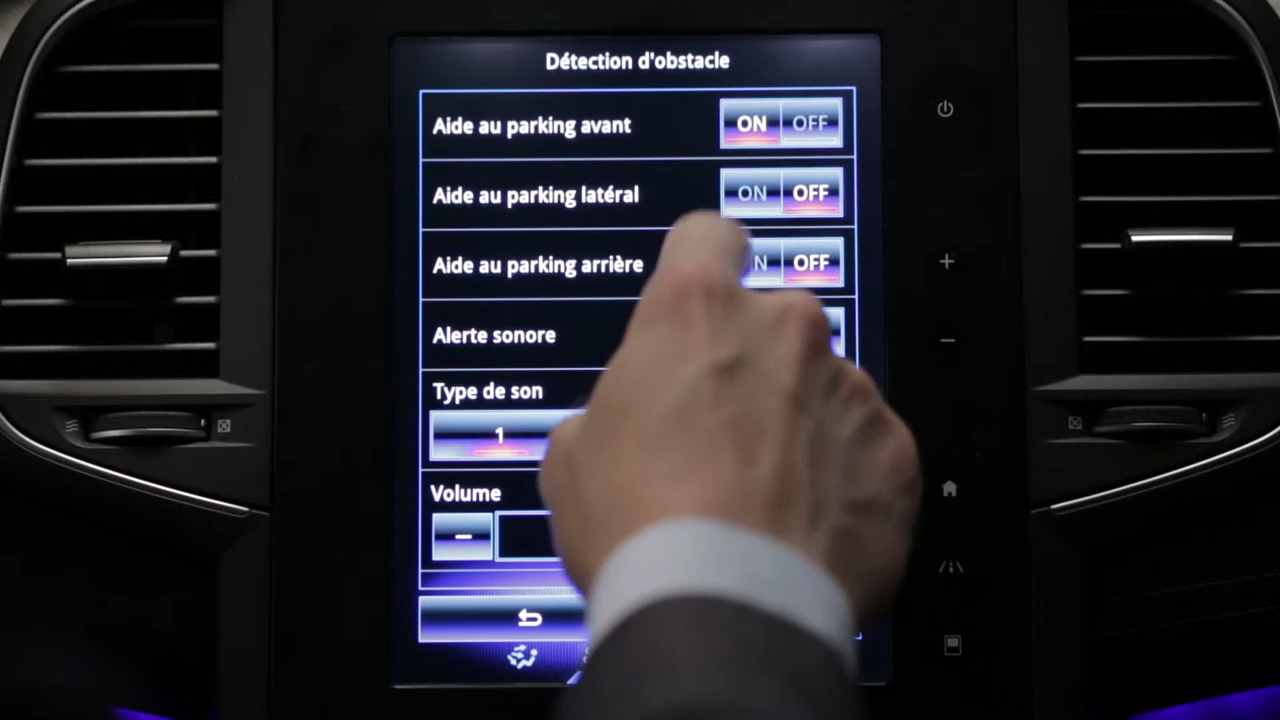 Détection d'obstacle
Aide au parking avant ON OFF
Aide au parking latéral ON OFF
Aide au parking arrière OFF
Alerte sonore
Type de son
1
Volume